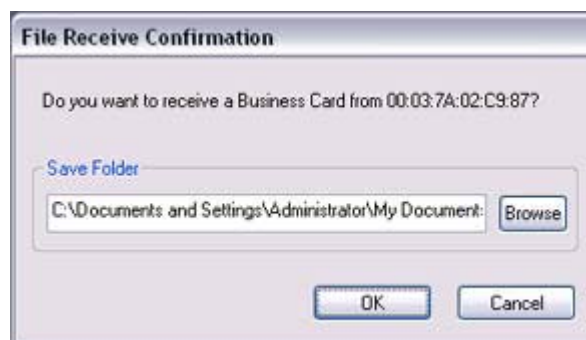 File Receive Confirmation
Do you want to receive a Business Card from 00:03:7A:02:C9:87?
Save Folder
C:\Documents and Settings\Administrator\My Document:
Browse
OK
Cancel